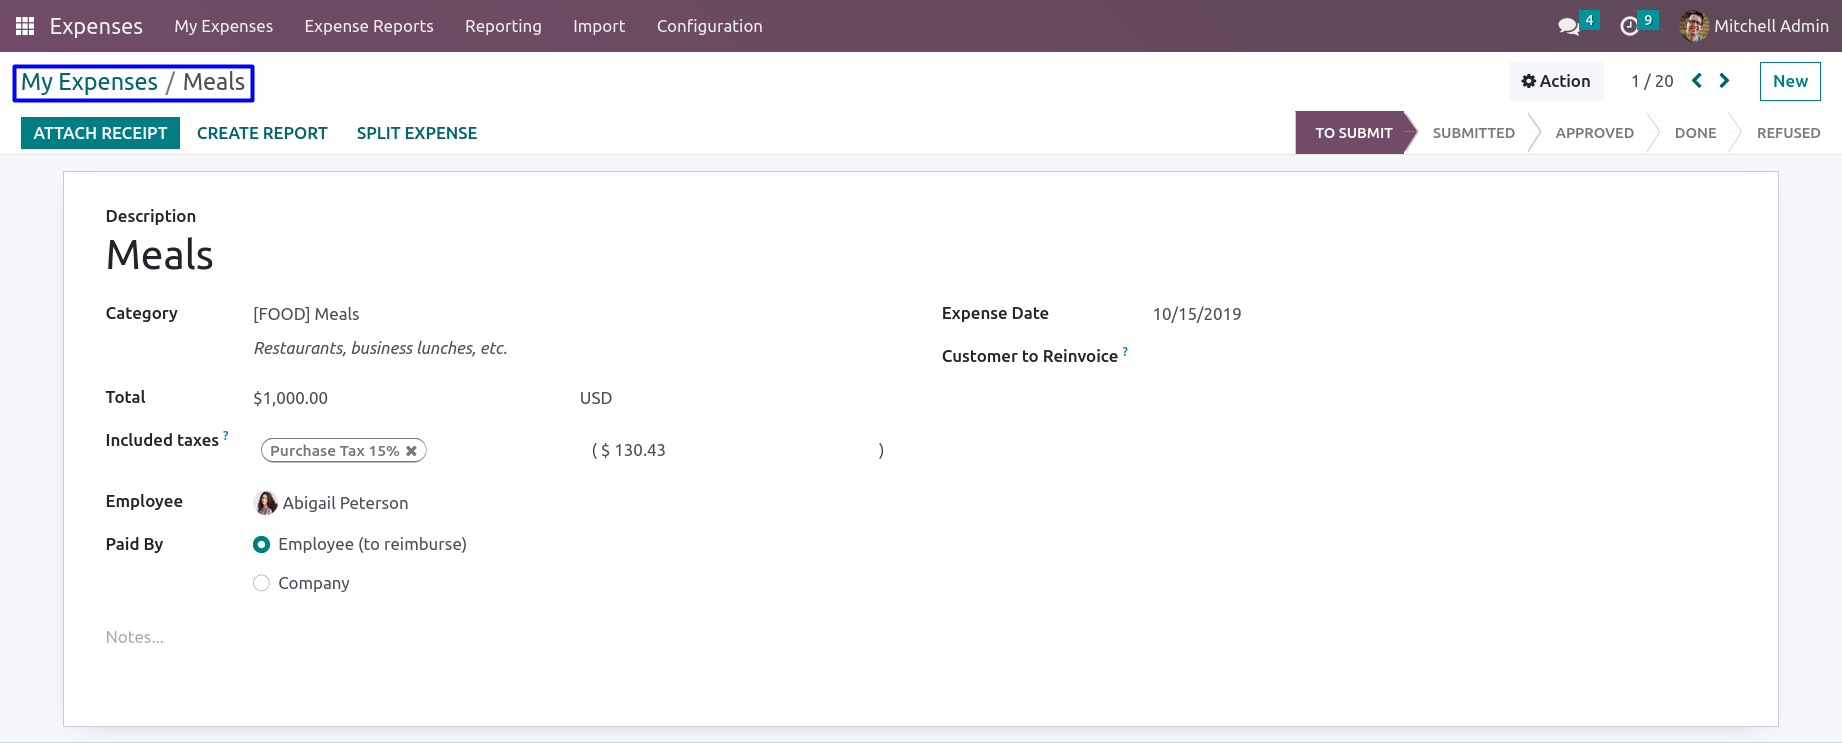 Expenses My Expenses Expense Reports Reporting Import Configuration 4 9 Mitchell Admin
My Expenses / Meals Action 1 / 20 New
ATTACH RECEIPT CREATE REPORT SPLIT EXPENSE TO SUBMIT SUBMITTED APPROVED DONE REFUSED
Description
Meals
Category [FOOD] Meals Expense Date 10/15/2019
Restaurants, business lunches, etc. Customer to Reinvoice ?
Total $1,000.00 USD
Included taxes ? Purchase Tax 15% ✖ ( $ 130.43 )
Employee Abigail Peterson
Paid By Employee (to reimburse)
Company
Notes...